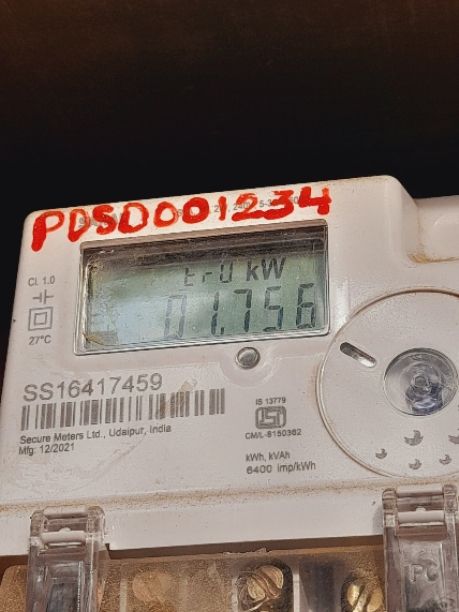 PDSD001234
Cl. 1.0
27°C
trU kW
01.756
SS16417459
Secure Meters Ltd., Udaipur, India
Mfg: 12/2021
IS 13779
CM/L-8150362
kWh, kVAh
6400 imp/kWh